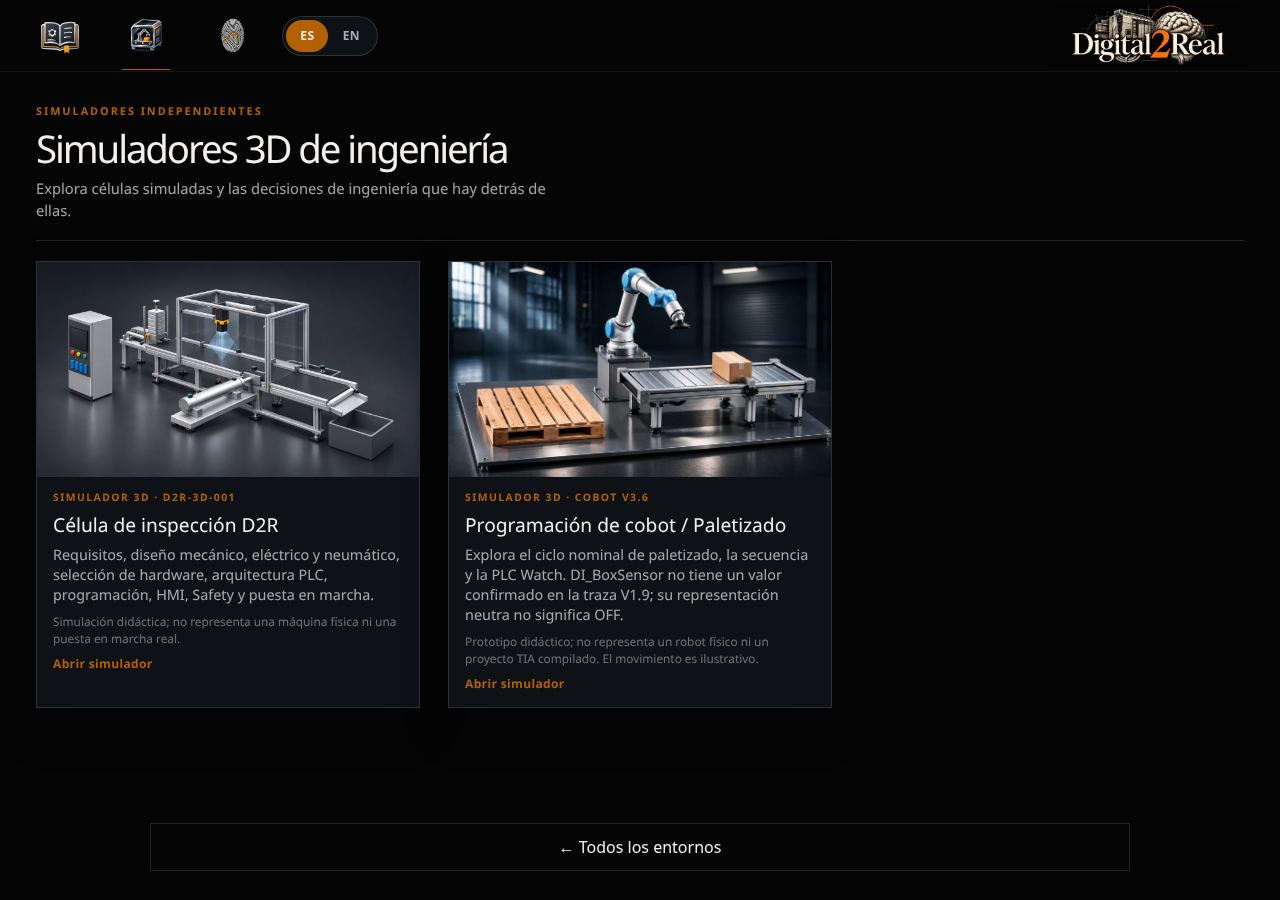 ES EN
Digital2Real
SIMULADORES INDEPENDIENTES
Simuladores 3D de ingeniería
Explora células simuladas y las decisiones de ingeniería que hay detrás de
ellas.
SIMULADOR 3D · D2R-3D-001
Célula de inspección D2R
Requisitos, diseño mecánico, eléctrico y neumático,
selección de hardware, arquitectura PLC,
programación, HMI, Safety y puesta en marcha.
Simulación didáctica; no representa una máquina física ni una
puesta en marcha real.
Abrir simulador
SIMULADOR 3D · COBOT V3.6
Programación de cobot / Paletizado
Explora el ciclo nominal de paletizado, la secuencia
y la PLC Watch. DI_BoxSensor no tiene un valor
confirmado en la traza V1.9; su representación
neutra no significa OFF.
Prototipo didáctico; no representa un robot físico ni un
proyecto TIA compilado. El movimiento es ilustrativo.
Abrir simulador
← Todos los entornos